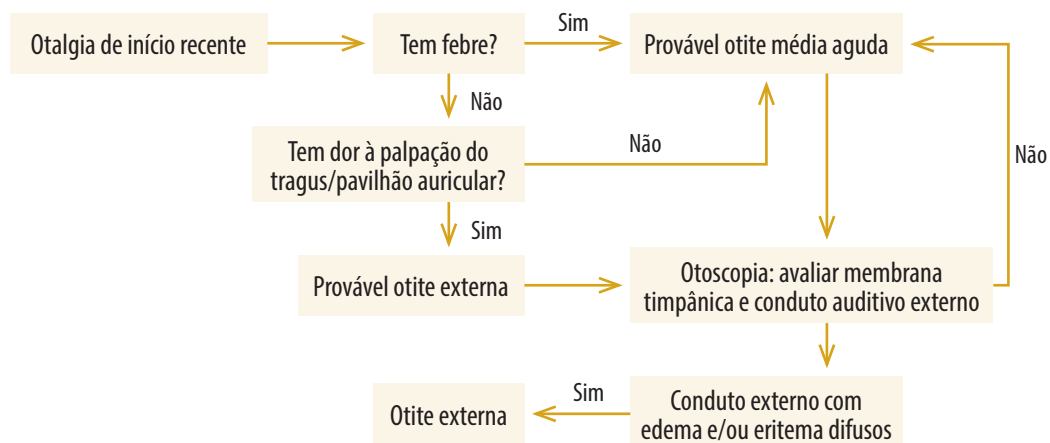 Otalgia de início recente
Tem febre?
Sim
Provável otite média aguda
Não
Tem dor à palpação do
tragus/pavilhão auricular?
Não
Não
Sim
Provável otite externa
Otoscopia: avaliar membrana
timpânica e conduto auditivo externo
Otite externa
Sim
Conduto externo com
edema e/ou eritema difusos